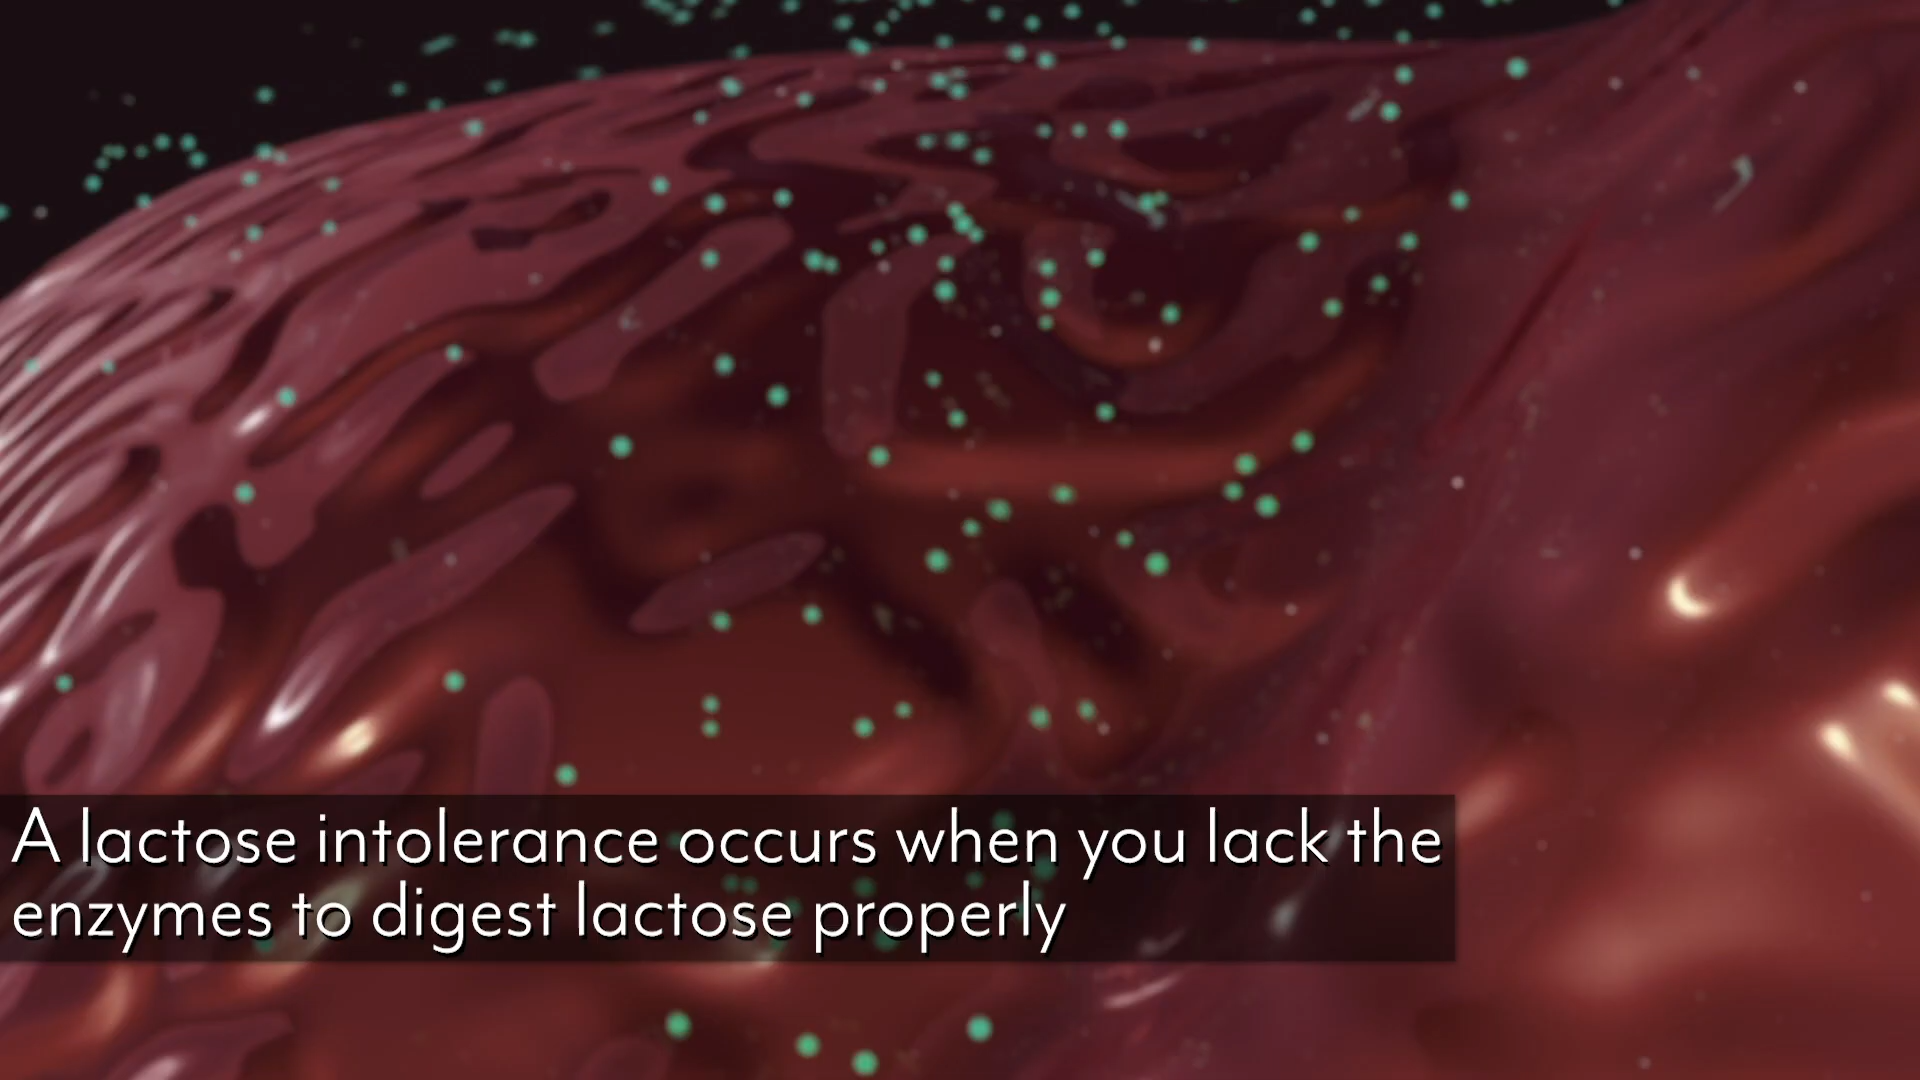 A lactose intolerance occurs when you lack the
enzymes to digest lactose properly